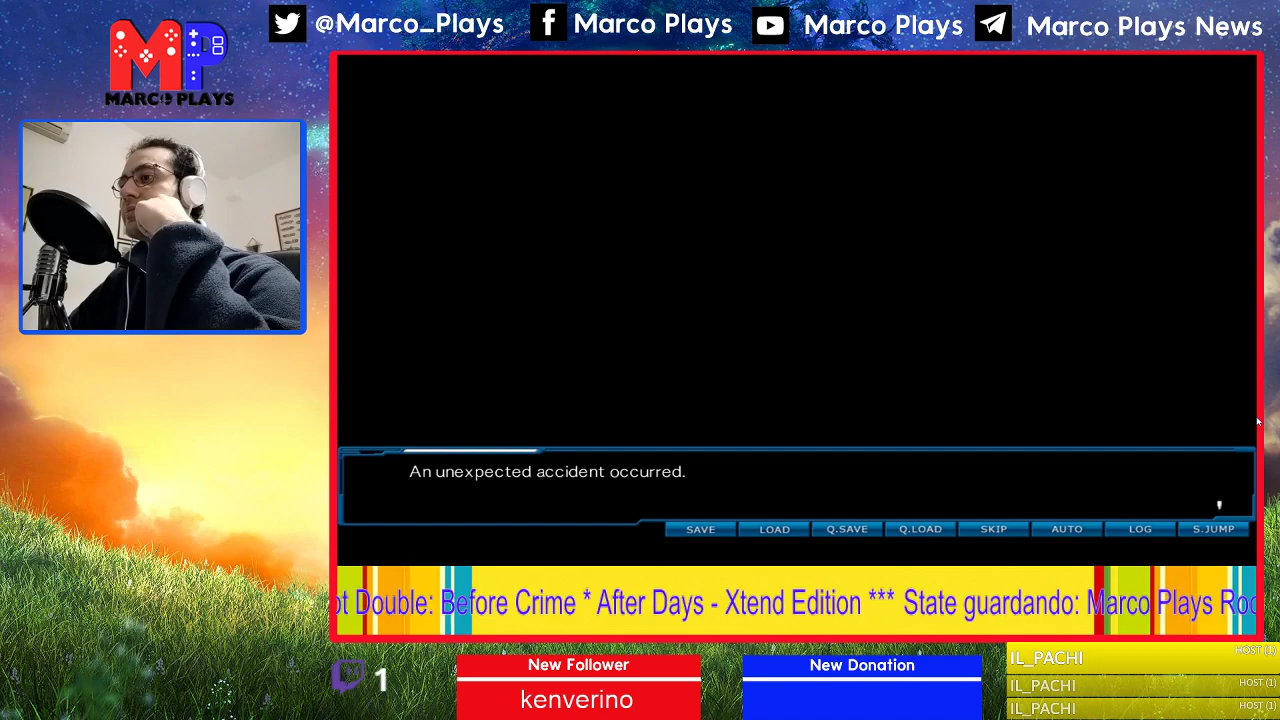 @Marco_Plays
Marco Plays
Marco Plays
Marco Plays News
MP
MARCO PLAYS
An unexpected accident occurred.
SAVE
LOAD
Q.SAVE
Q.LOAD
SKIP
AUTO
LOG
S.JUMP
Double: Before Crime * After Days - Xtend Edition *** State guardando: Marco Plays
1
New Follower
kenverino
New Donation
IL_PACHI HOST (1)
IL_PACHI HOST (1)
IL_PACHI HOST (1)